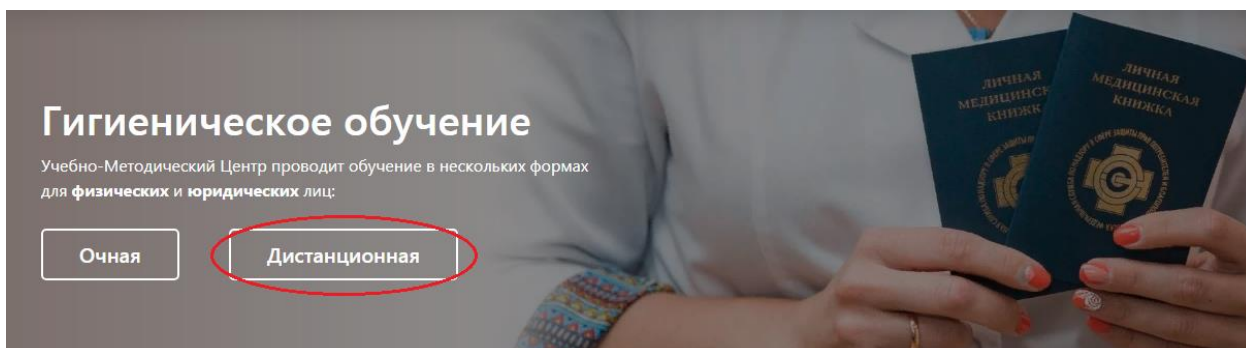 Гигиеническое обучение
Учебно-Методический Центр проводит обучение в нескольких формах
для физических и юридических лиц:
Очная
Дистанционная
ЛИЧНАЯ
КНИЖКА
ЛИЧНАЯ
МЕДИЦИНСКАЯ
КНИЖКА